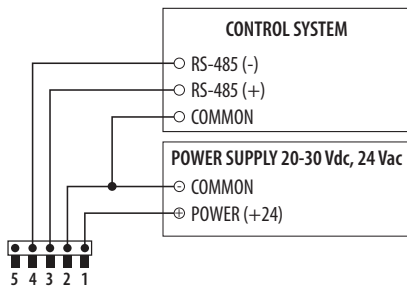 CONTROL SYSTEM
RS-485 (-)
RS-485 (+)
COMMON
POWER SUPPLY 20-30 Vdc, 24 Vac
COMMON
POWER (+24)
5 4 3 2 1